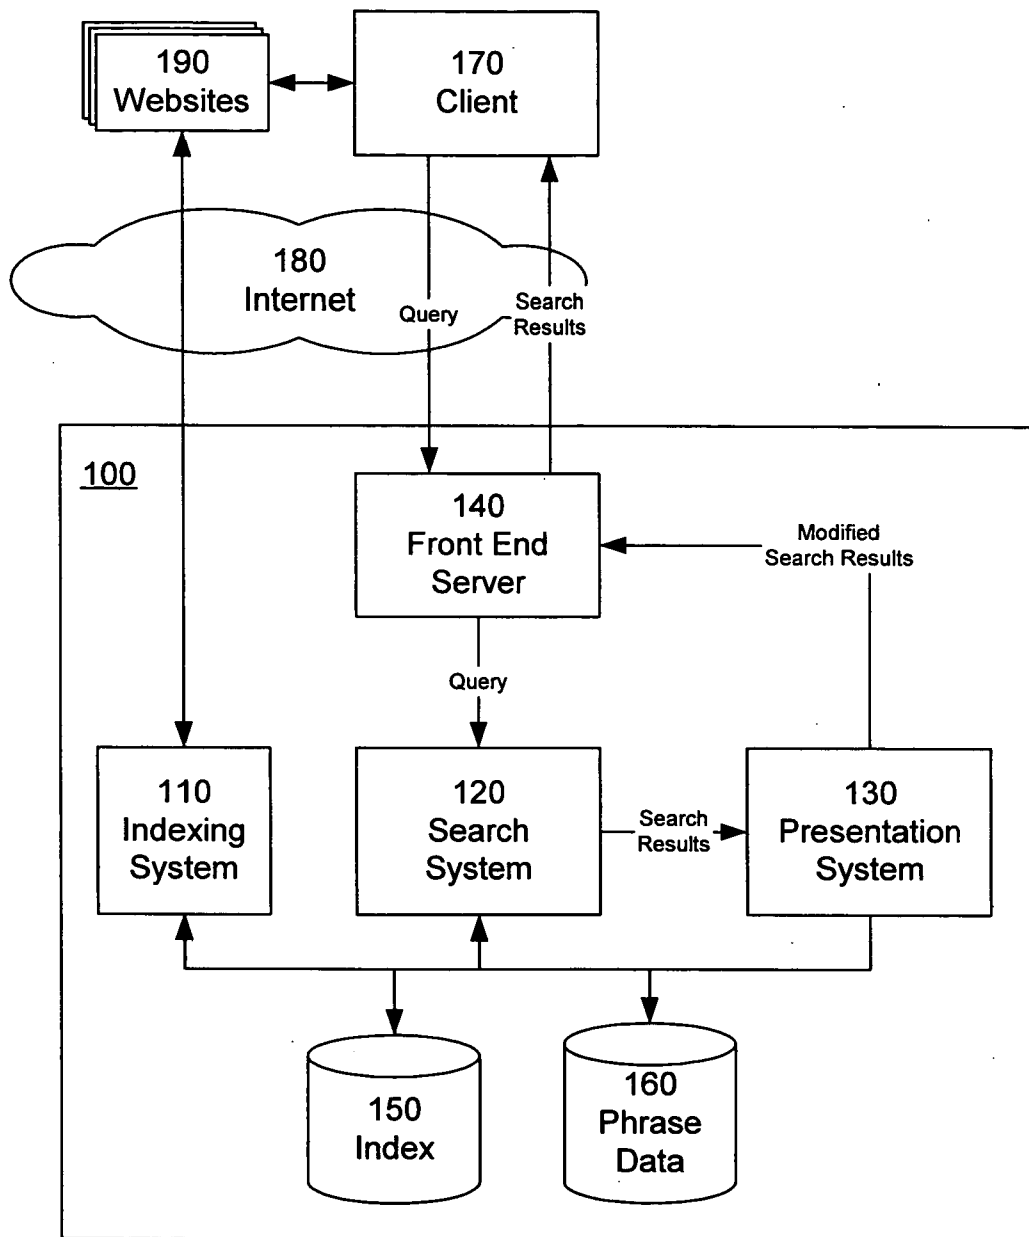 190
Websites
170
Client
180
Internet
Query
Search
Results
100
140
Front End
Server
Modified
Search Results
Query
110
Indexing
System
120
Search
System
Search
Results
130
Presentation
System
150
Index
160
Phrase
Data